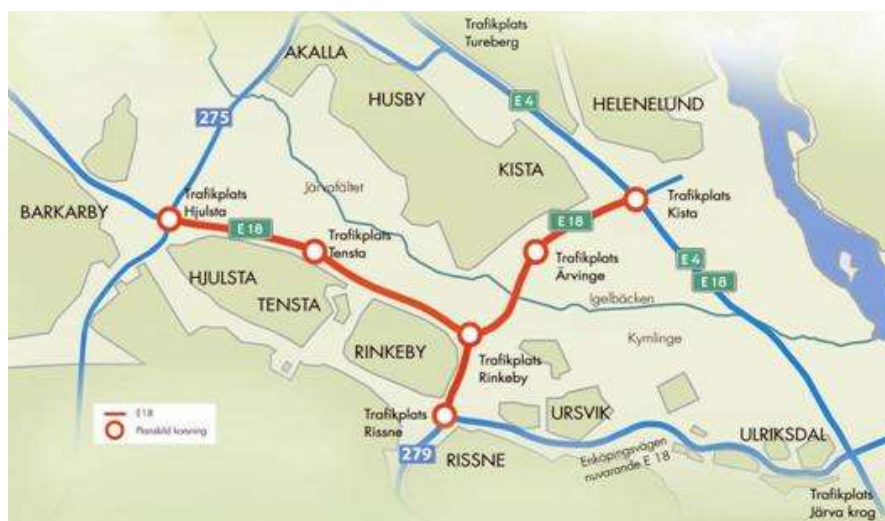 Trafikplats
Tureberg
AKALLA
HUSBY
E4
HELENELUND
275
KISTA
Järvafältet
Trafikplats
Hjulsta
Trafikplats
Kista
BARKARBY
E18
E18
Trafikplats
Tensta
Trafikplats
Ärvinge
E4
E18
HJULSTA
TENSTA
Igelbäcken
Kymlinge
RINKEBY
Trafikplats
Rinkeby
E18
Planskild korsning
Trafikplats
Rissne
URSVIK
ULRIKSDAL
279
RISSNE
Enköpingsvägen
nuvarande E 18
Trafikplats
Järva krog